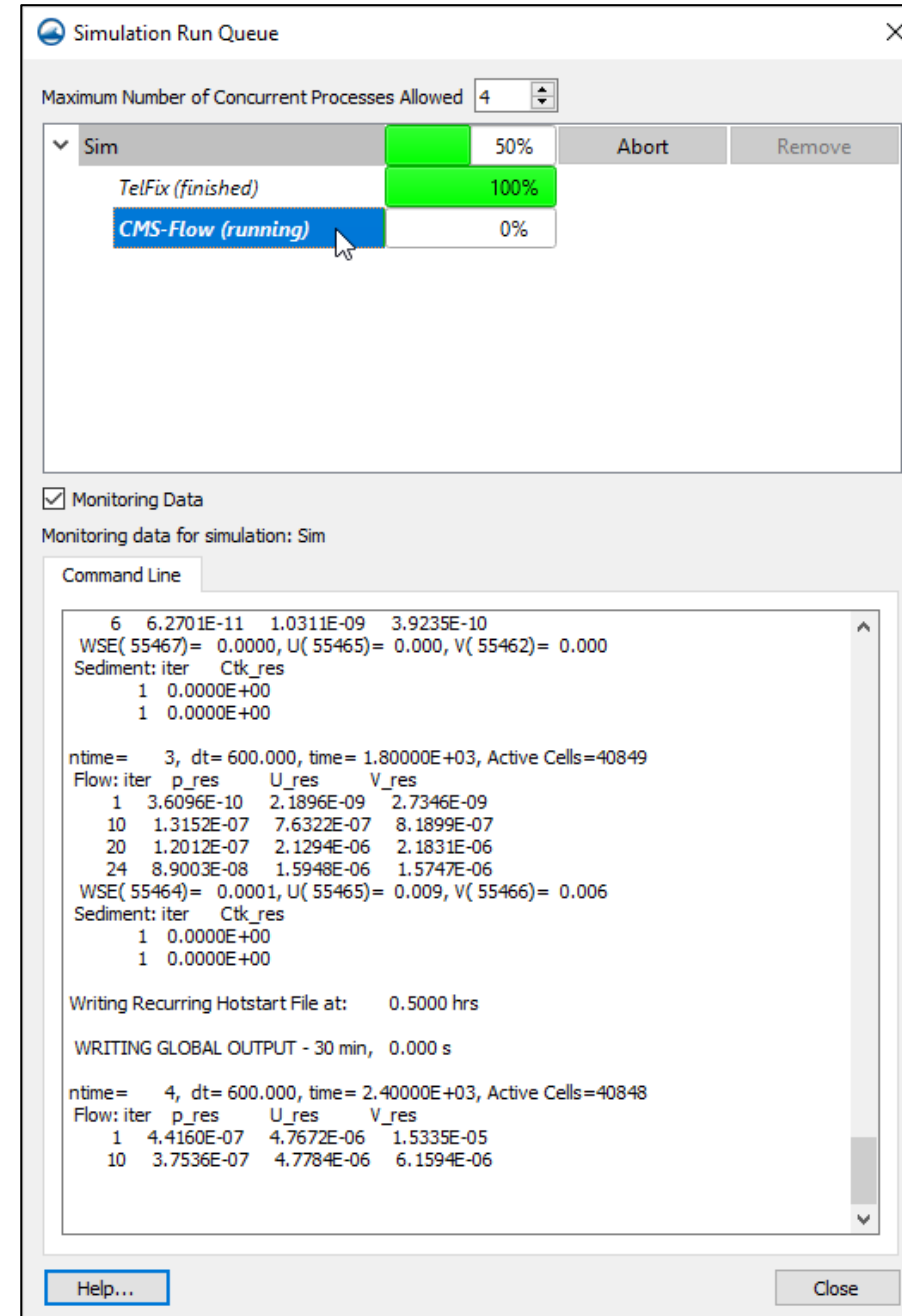 Simulation Run Queue
Maximum Number of Concurrent Processes Allowed 4
Sim 50% Abort Remove
TelFix (finished) 100%
CMS-Flow (running) 0%
Monitoring Data
Monitoring data for simulation: Sim
Command Line
6 6.2701E-11 1.0311E-09 3.9235E-10
WSE( 55467)= 0.0000, U( 55465)= 0.000, V( 55462)= 0.000
Sediment: iter Ctk_res
1 0.0000E+00
1 0.0000E+00
ntime= 3, dt= 600.000, time= 1.80000E+03, Active Cells=40849
Flow: iter p_res U_res V_res
1 3.6096E-10 2.1896E-09 2.7346E-09
10 1.3152E-07 7.6322E-07 8.1899E-07
20 1.2012E-07 2.1294E-06 2.1831E-06
24 8.9003E-08 1.5948E-06 1.5747E-06
WSE( 55464)= 0.0001, U( 55465)= 0.009, V( 55466)= 0.006
Sediment: iter Ctk_res
1 0.0000E+00
1 0.0000E+00
Writing Recurring Hotstart File at: 0.5000 hrs
WRITING GLOBAL OUTPUT - 30 min, 0.000 s
ntime= 4, dt= 600.000, time= 2.40000E+03, Active Cells=40848
Flow: iter p_res U_res V_res
1 4.4160E-07 4.7672E-06 1.5335E-05
10 3.7536E-07 4.7784E-06 6.1594E-06
Help... Close